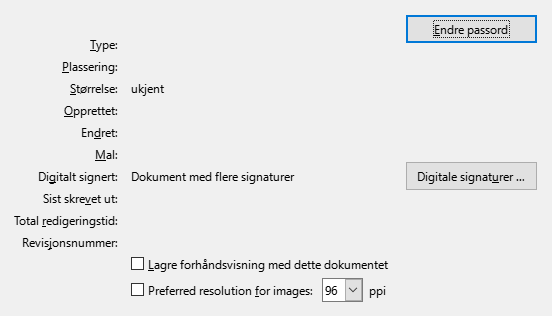 Endre passord
Type:
Plassering:
Størrelse: ukjent
Opprettet:
Endret:
Mal:
Digitalt signert: Dokument med flere signaturer Digitale signaturer ...
Sist skrevet ut:
Total redigeringstid:
Revisjonsnummer:
Lagre forhåndsvisning med dette dokumentet
Preferred resolution for images: 96 ppi